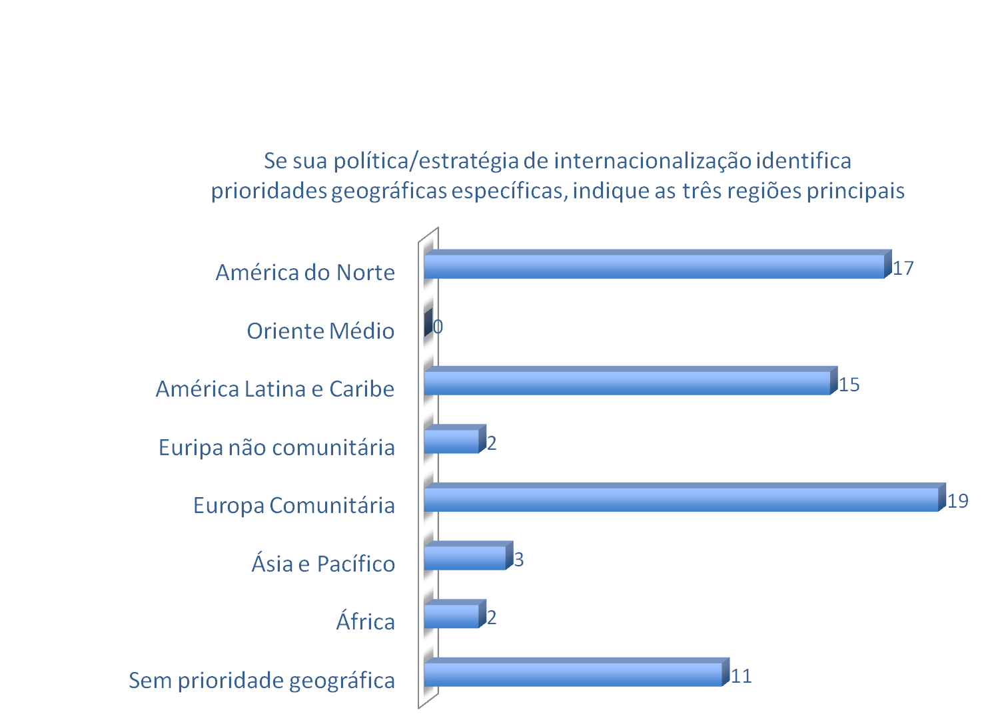 Se sua política/estratégia de internacionalização identifica
prioridades geográficas específicas, indique as três regiões principais
América do Norte 17
Oriente Médio 0
América Latina e Caribe 15
Euripa não comunitária 2
Europa Comunitária 19
Ásia e Pacífico 3
África 2
Sem prioridade geográfica 11